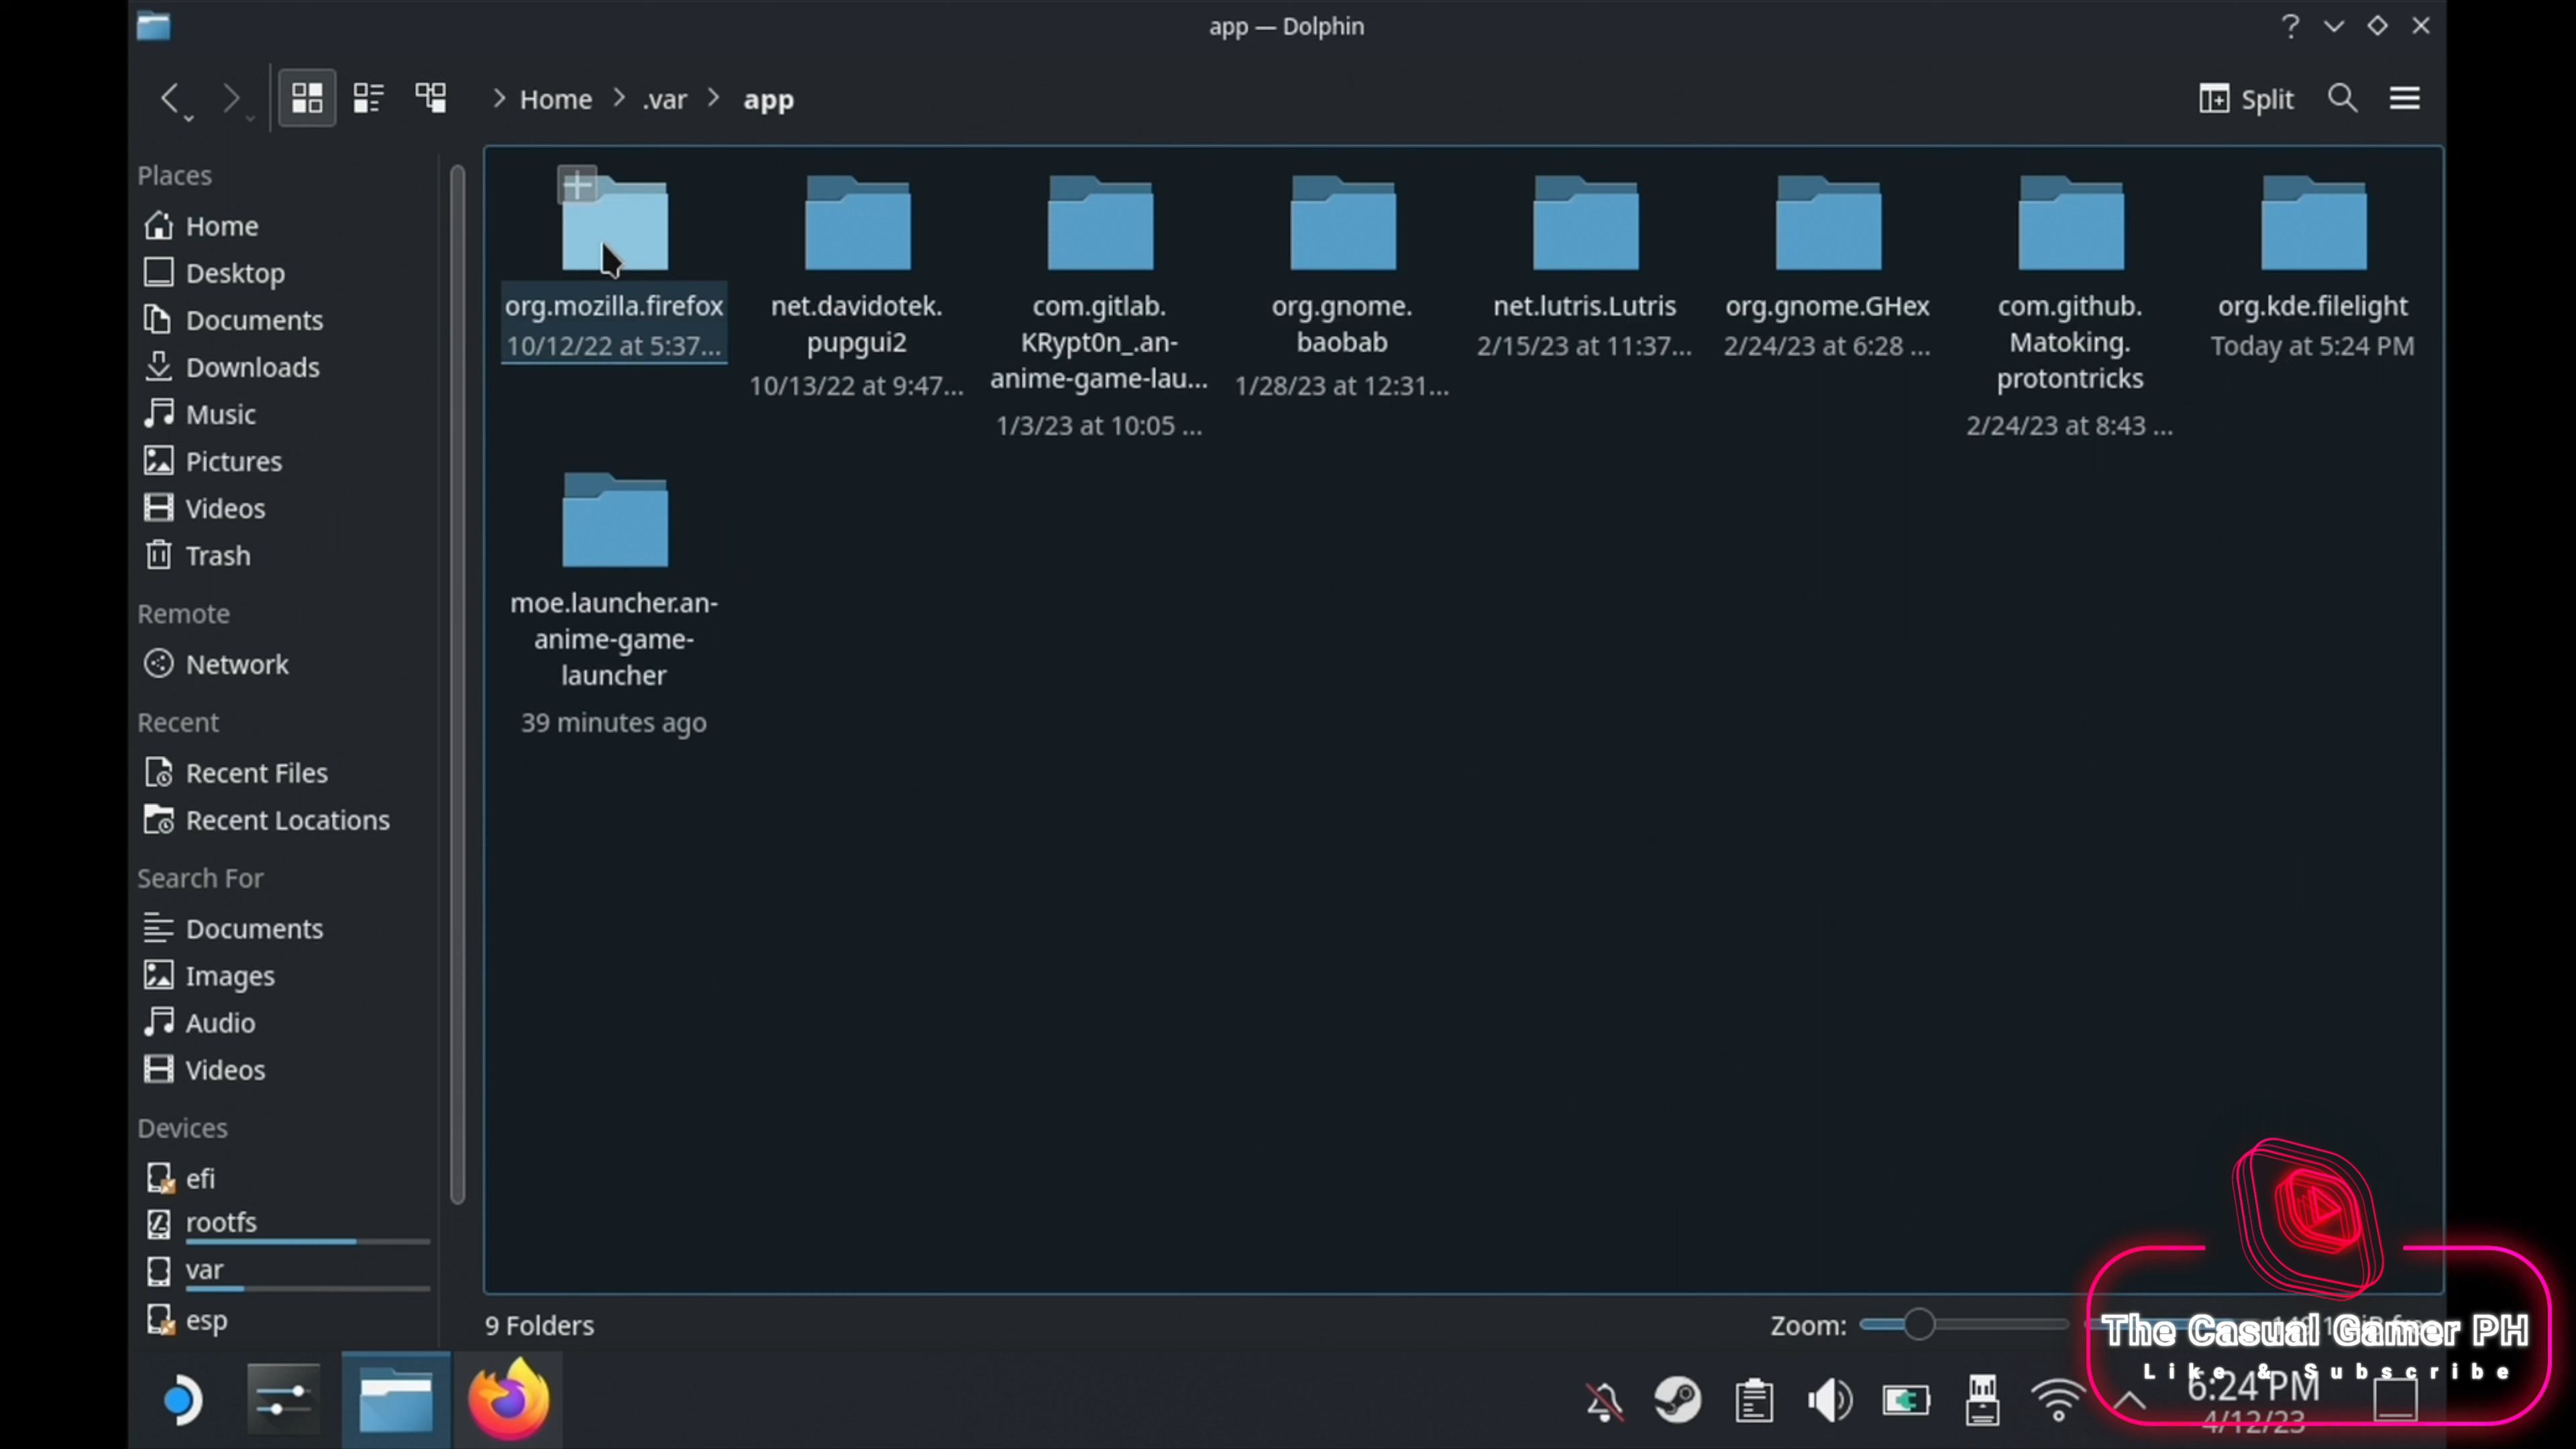 app — Dolphin
Home
.var
app
Split
Places
Home
Desktop
Documents
Downloads
Music
Pictures
Videos
Trash
Remote
Network
Recent
Recent Files
Recent Locations
Search For
Documents
Images
Audio
Videos
Devices
efi
rootfs
var
esp
org.mozilla.firefox
10/12/22 at 5:37...
net.davidotek.
pupgui2
10/13/22 at 9:47...
com.gitlab.
KRypt0n_.an-
anime-game-lau...
1/3/23 at 10:05 ...
org.gnome.
baobab
1/28/23 at 12:31...
net.lutris.Lutris
2/15/23 at 11:37...
org.gnome.GHex
2/24/23 at 6:28 ...
com.github.
Matoking.
protontricks
2/24/23 at 8:43 ...
org.kde.filelight
Today at 5:24 PM
moe.launcher.an-
anime-game-
launcher
39 minutes ago
9 Folders
Zoom:
The Casual Gamer PH
Like & Subscribe
6:24 PM
4/12/23